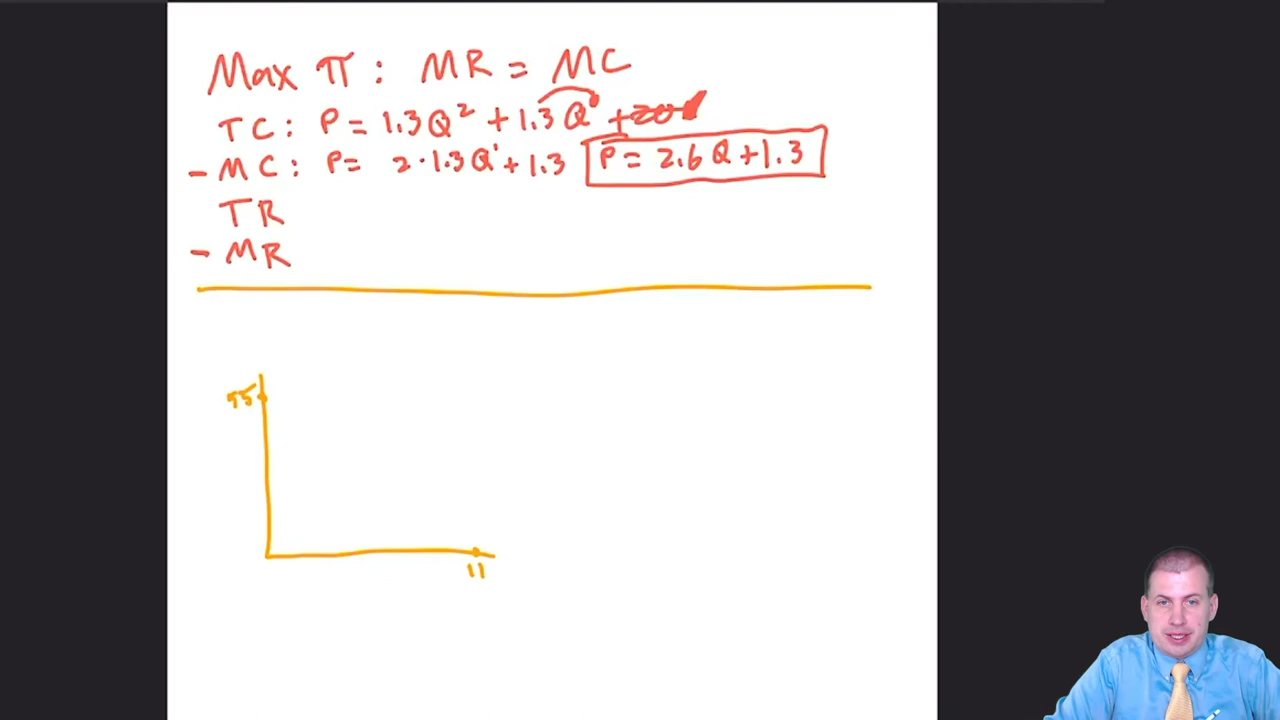 Max π: MR = MC
TC: P = 1.3Q² + 1.3Q +20
- MC: P = 2·1.3Q' + 1.3 P = 2.6Q + 1.3
TR
- MR
55
11